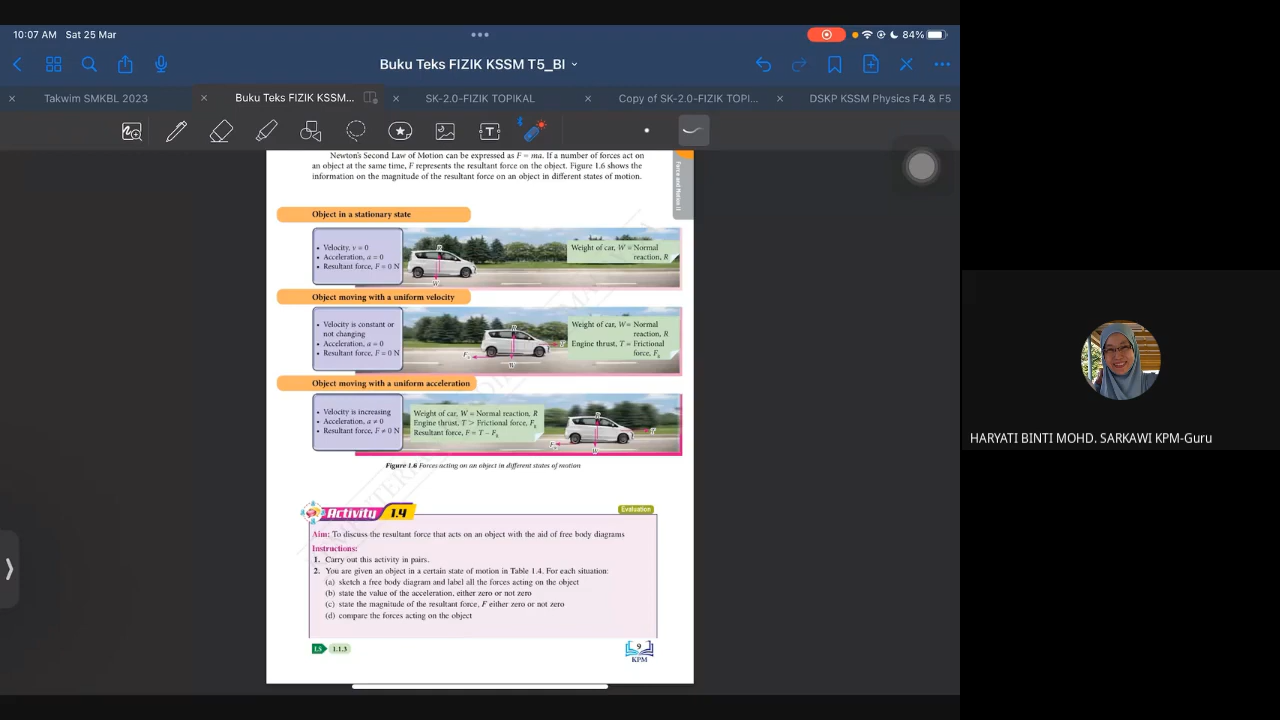 10:07 AM Sat 25 Mar
84%
Buku Teks FIZIK KSSM T5_BI
Takwim SMKBL 2023
Buku Teks FIZIK KSSM...
SK-2.0-FIZIK TOPIKAL
Copy of SK-2.0-FIZIK TOPI...
DSKP KSSM Physics F4 & F5
Newton's Second Law of Motion can be expressed as F = ma. If a number of forces act on
an object at the same time, F represents the resultant force on the object. Figure 1.6 shows the
information on the magnitude of the resultant force on an object in different states of motion.
Force and Motion II
Object in a stationary state
• Velocity, v = 0
• Acceleration, a = 0
• Resultant force, F = 0 N
R
W
Weight of car, W = Normal
reaction, R
Object moving with a uniform velocity
• Velocity is constant or
not changing
• Acceleration, a = 0
• Resultant force, F = 0 N
R
W
Weight of car, W = Normal
reaction, R
Engine thrust, T = Frictional
force, FR
Object moving with a uniform acceleration
• Velocity is increasing
• Acceleration, a ≠ 0
• Resultant force, F ≠ 0 N
Weight of car, W = Normal reaction, R
Engine thrust, T > Frictional force, FR
Resultant force, F = T − FR
R
T
W
Figure 1.6 Forces acting on an object in different states of motion
Activity 1.4
Evaluation
Aim: To discuss the resultant force that acts on an object with the aid of free body diagrams
Instructions:
1. Carry out this activity in pairs.
2. You are given an object in a certain state of motion in Table 1.4. For each situation:
(a) sketch a free body diagram and label all the forces acting on the object
(b) state the value of the acceleration, either zero or not zero
(c) state the magnitude of the resultant force, F either zero or not zero
(d) compare the forces acting on the object
LS 1.1.3
9
KPM
HARYATI BINTI MOHD. SARKAWI KPM-Guru